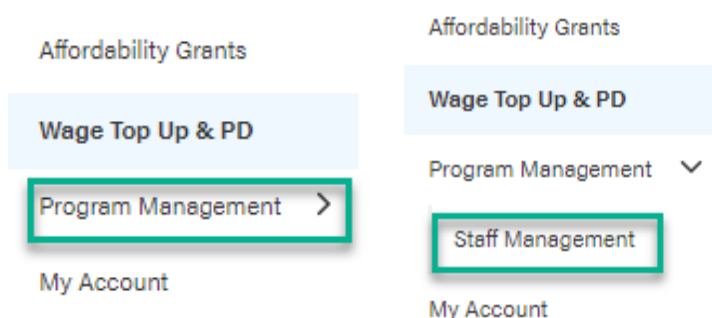 Affordability Grants
Wage Top Up & PD
Program Management
My Account
Affordability Grants
Wage Top Up & PD
Program Management
Staff Management
My Account